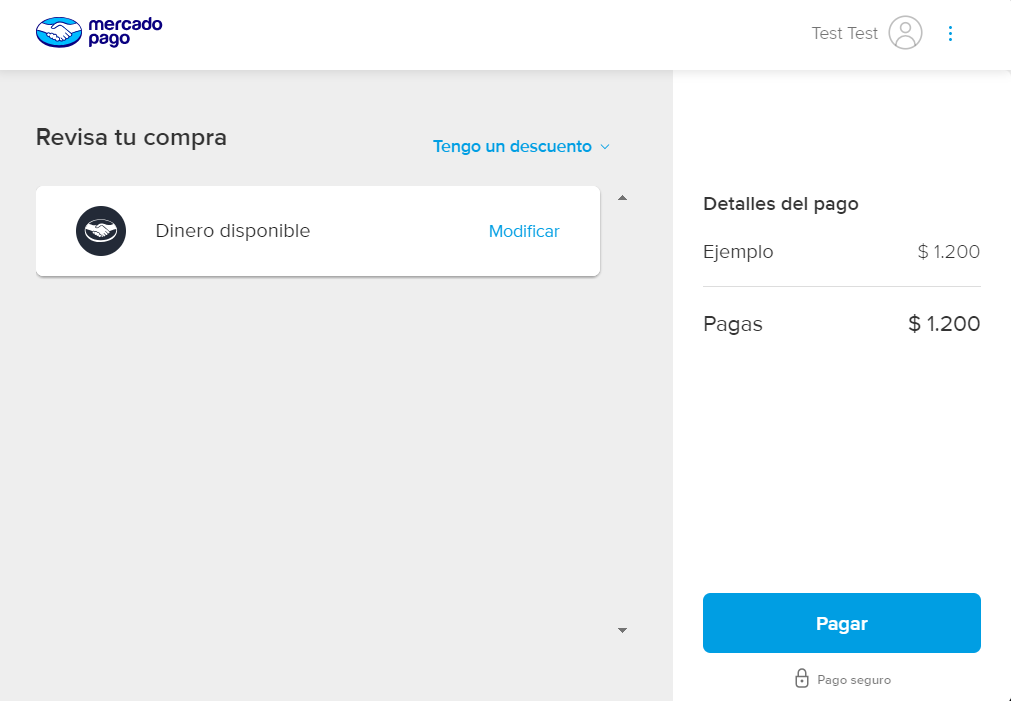 mercado
pago
Test Test
Revisa tu compra
Tengo un descuento
Dinero disponible
Modificar
Detalles del pago
Ejemplo $ 1.200
Pagas $ 1.200
Pagar
Pago seguro